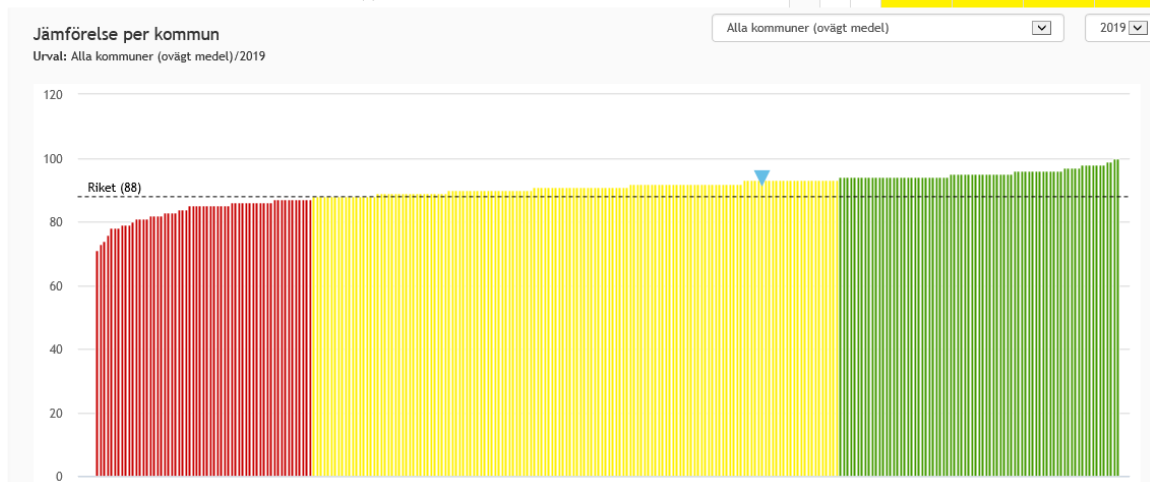 Jämförelse per kommun
Alla kommuner (ovägt medel)
2019
Urval: Alla kommuner (ovägt medel)/2019
120
100
Riket (88)
80
60
40
20
0